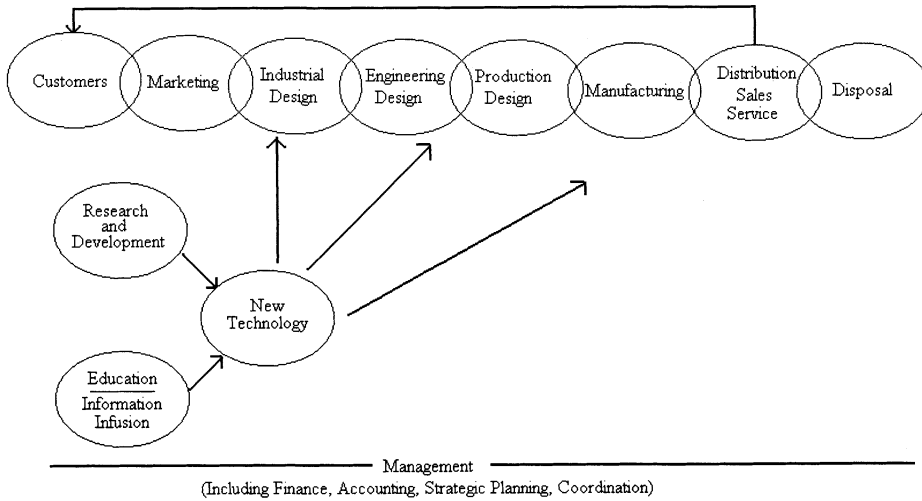 Customers
Marketing
Industrial
Design
Engineering
Design
Production
Design
Manufacturing
Distribution
Sales
Service
Disposal
Research
and
Development
New
Technology
Education
Information
Infusion
Management
(Including Finance, Accounting, Strategic Planning, Coordination)